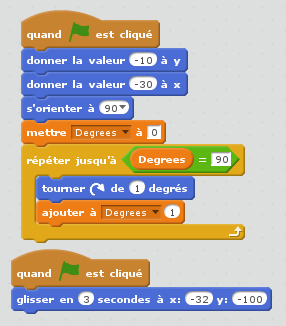 quand est cliqué
donner la valeur -10 à y
donner la valeur -30 à x
s'orienter à 90
mettre Degrees à 0
répéter jusqu'à Degrees = 90
tourner de 1 degrés
ajouter à Degrees 1
quand est cliqué
glisser en 3 secondes à x: -32 y: -100